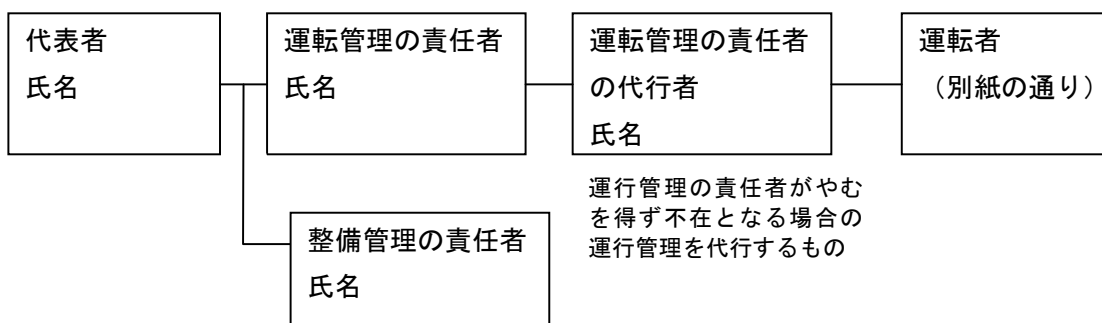 代表者
氏名
運転管理の責任者
氏名
運転管理の責任者
の代行者
氏名
運転者
（別紙の通り）
運行管理の責任者がやむ
を得ず不在となる場合の
運行管理を代行するもの
整備管理の責任者
氏名